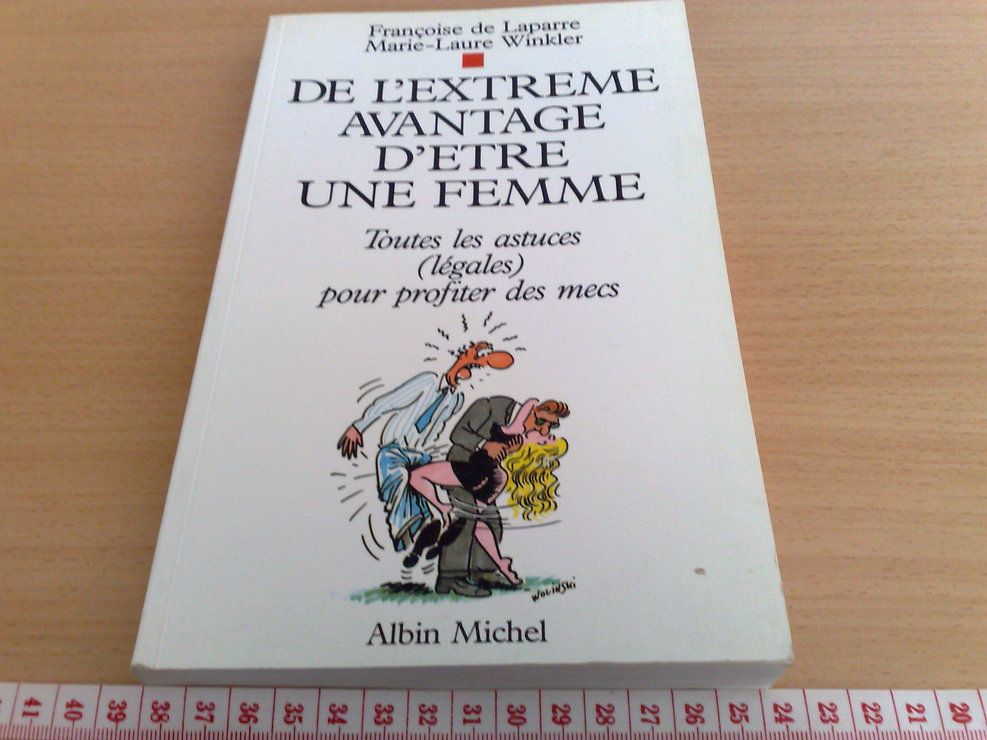 Françoise de Laparre
Marie-Laure Winkler
DE L'EXTREME
AVANTAGE
D'ETRE
UNE FEMME
Toutes les astuces
(légales)
pour profiter des mecs
WOLINSKI
Albin Michel
41 40 39 38 37 36 35 34 33 32 31 30 29 28 27 26 25 24 23 22 21 20